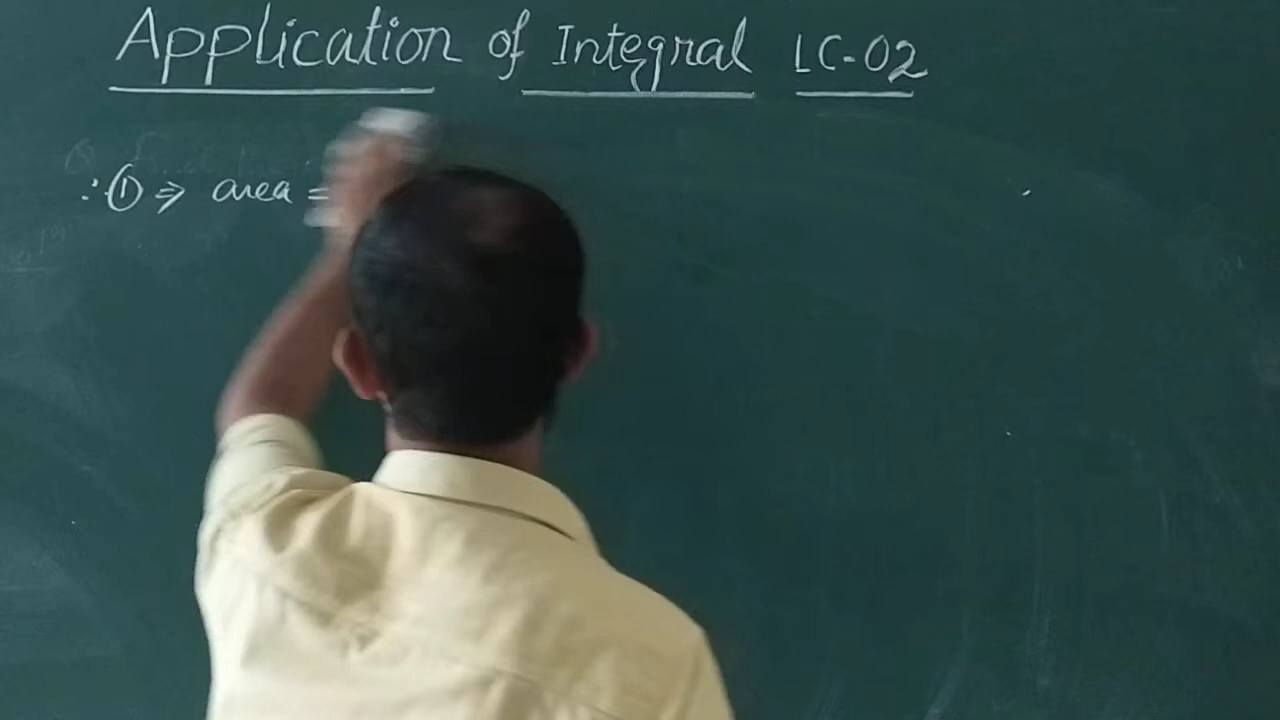 Application of Integral LC-02
∴ ① ⇒ area =